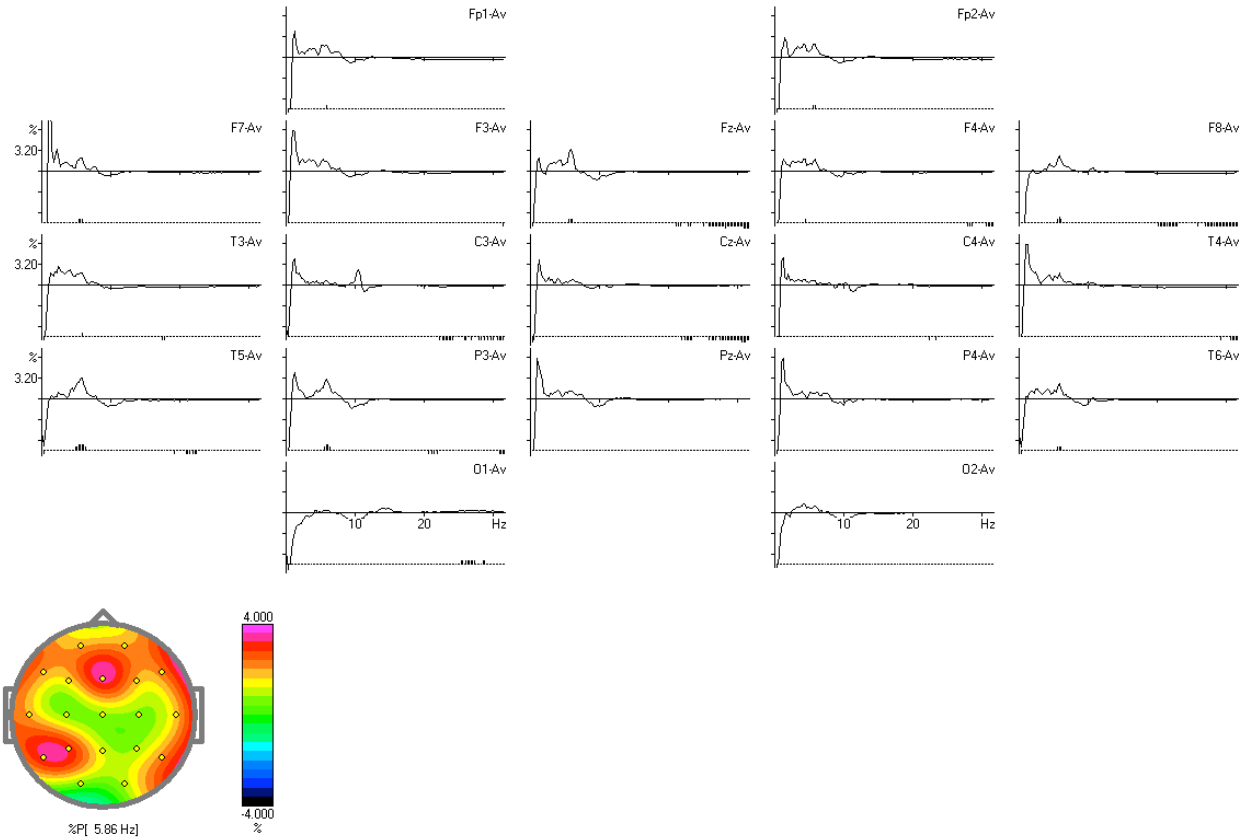 Fp1-Av Fp2-Av
% F7-Av F3-Av Fz-Av F4-Av F8-Av
3.20
% T3-Av C3-Av Cz-Av C4-Av T4-Av
3.20
% T5-Av P3-Av Pz-Av P4-Av T6-Av
3.20
O1-Av O2-Av
10 20 Hz 10 20 Hz
4.000
-4.000
%P[ 5.86 Hz] %